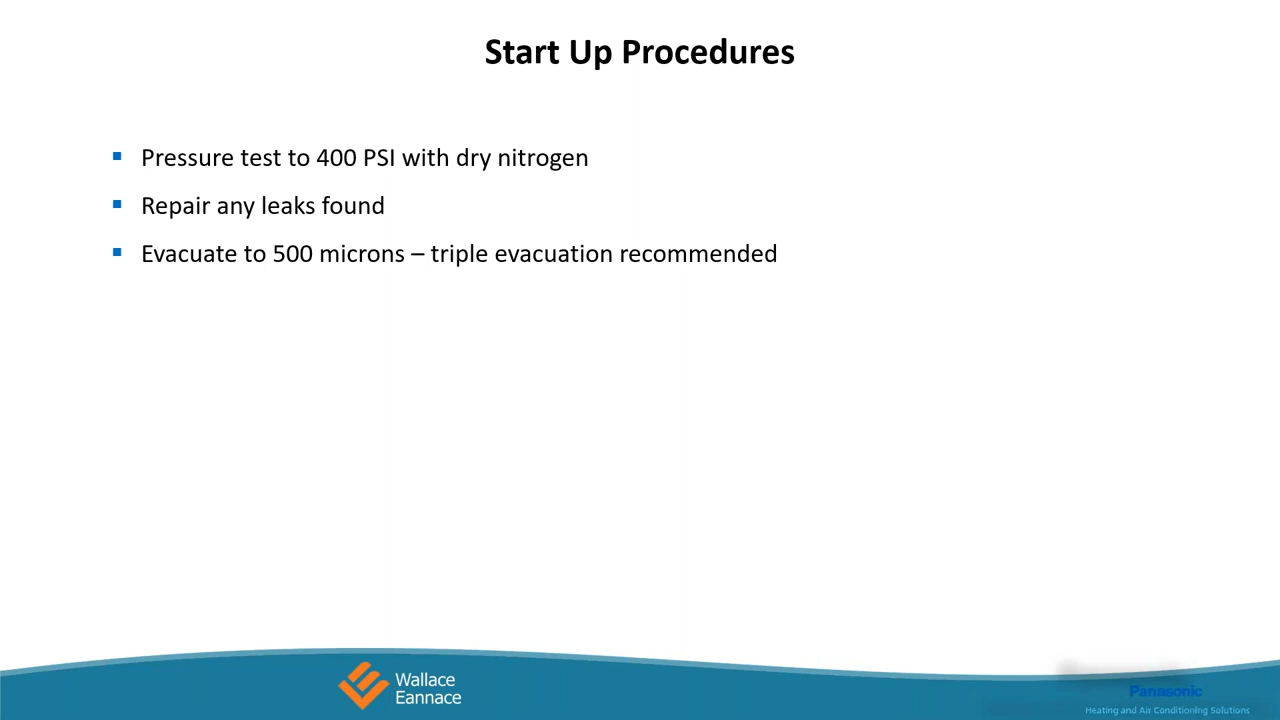 Start Up Procedures
▪ Pressure test to 400 PSI with dry nitrogen
▪ Repair any leaks found
▪ Evacuate to 500 microns – triple evacuation recommended
Wallace
Eannace
Panasonic
Heating and Air Conditioning Solutions